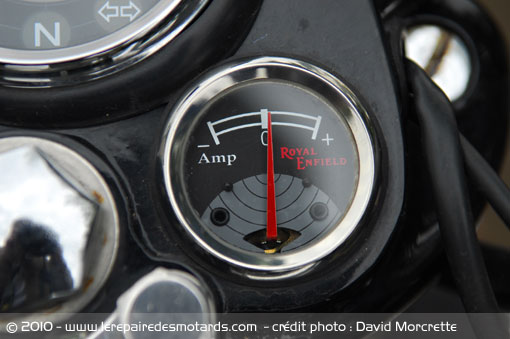 N
0
− +
Amp
ROYAL
ENFIELD
© 2010 - www.lerepairedesmotards.com - crédit photo : David Morcrette